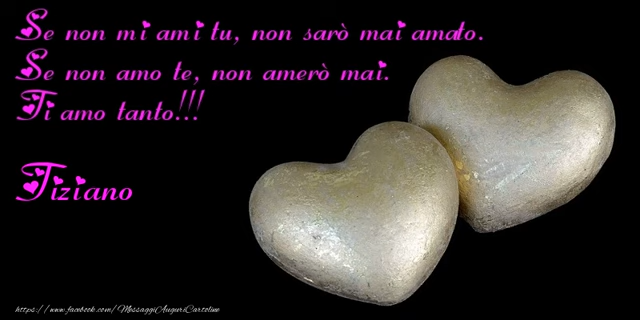 Se non mi ami tu, non sarò mai amato.
Se non amo te, non amerò mai.
Ti amo tanto!!!
Tiziano
https://www.facebook.com/MessaggiAuguriCartoline